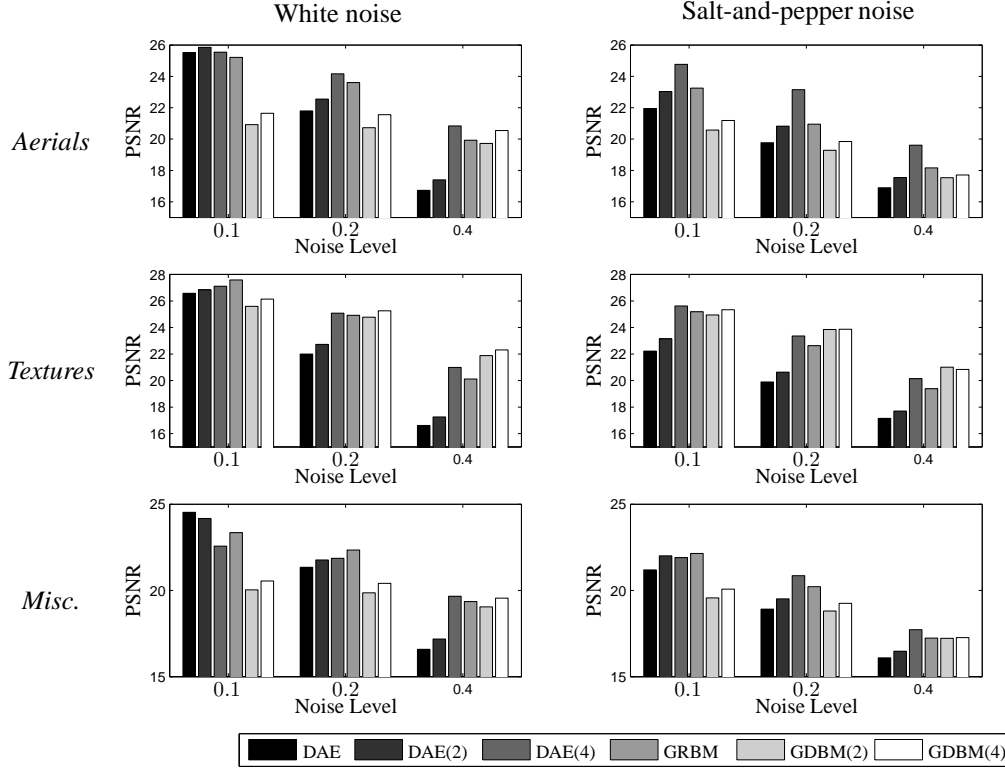 White noise
Salt-and-pepper noise
Aerials
PSNR
26
24
22
20
18
16
0.1
0.2
0.4
Noise Level
PSNR
26
24
22
20
18
16
0.1
0.2
0.4
Noise Level
Textures
PSNR
28
26
24
22
20
18
16
0.1
0.2
0.4
Noise Level
PSNR
28
26
24
22
20
18
16
0.1
0.2
0.4
Noise Level
Misc.
PSNR
25
20
15
0.1
0.2
0.4
Noise Level
PSNR
25
20
15
0.1
0.2
0.4
Noise Level
DAE DAE(2) DAE(4) GRBM GDBM(2) GDBM(4)